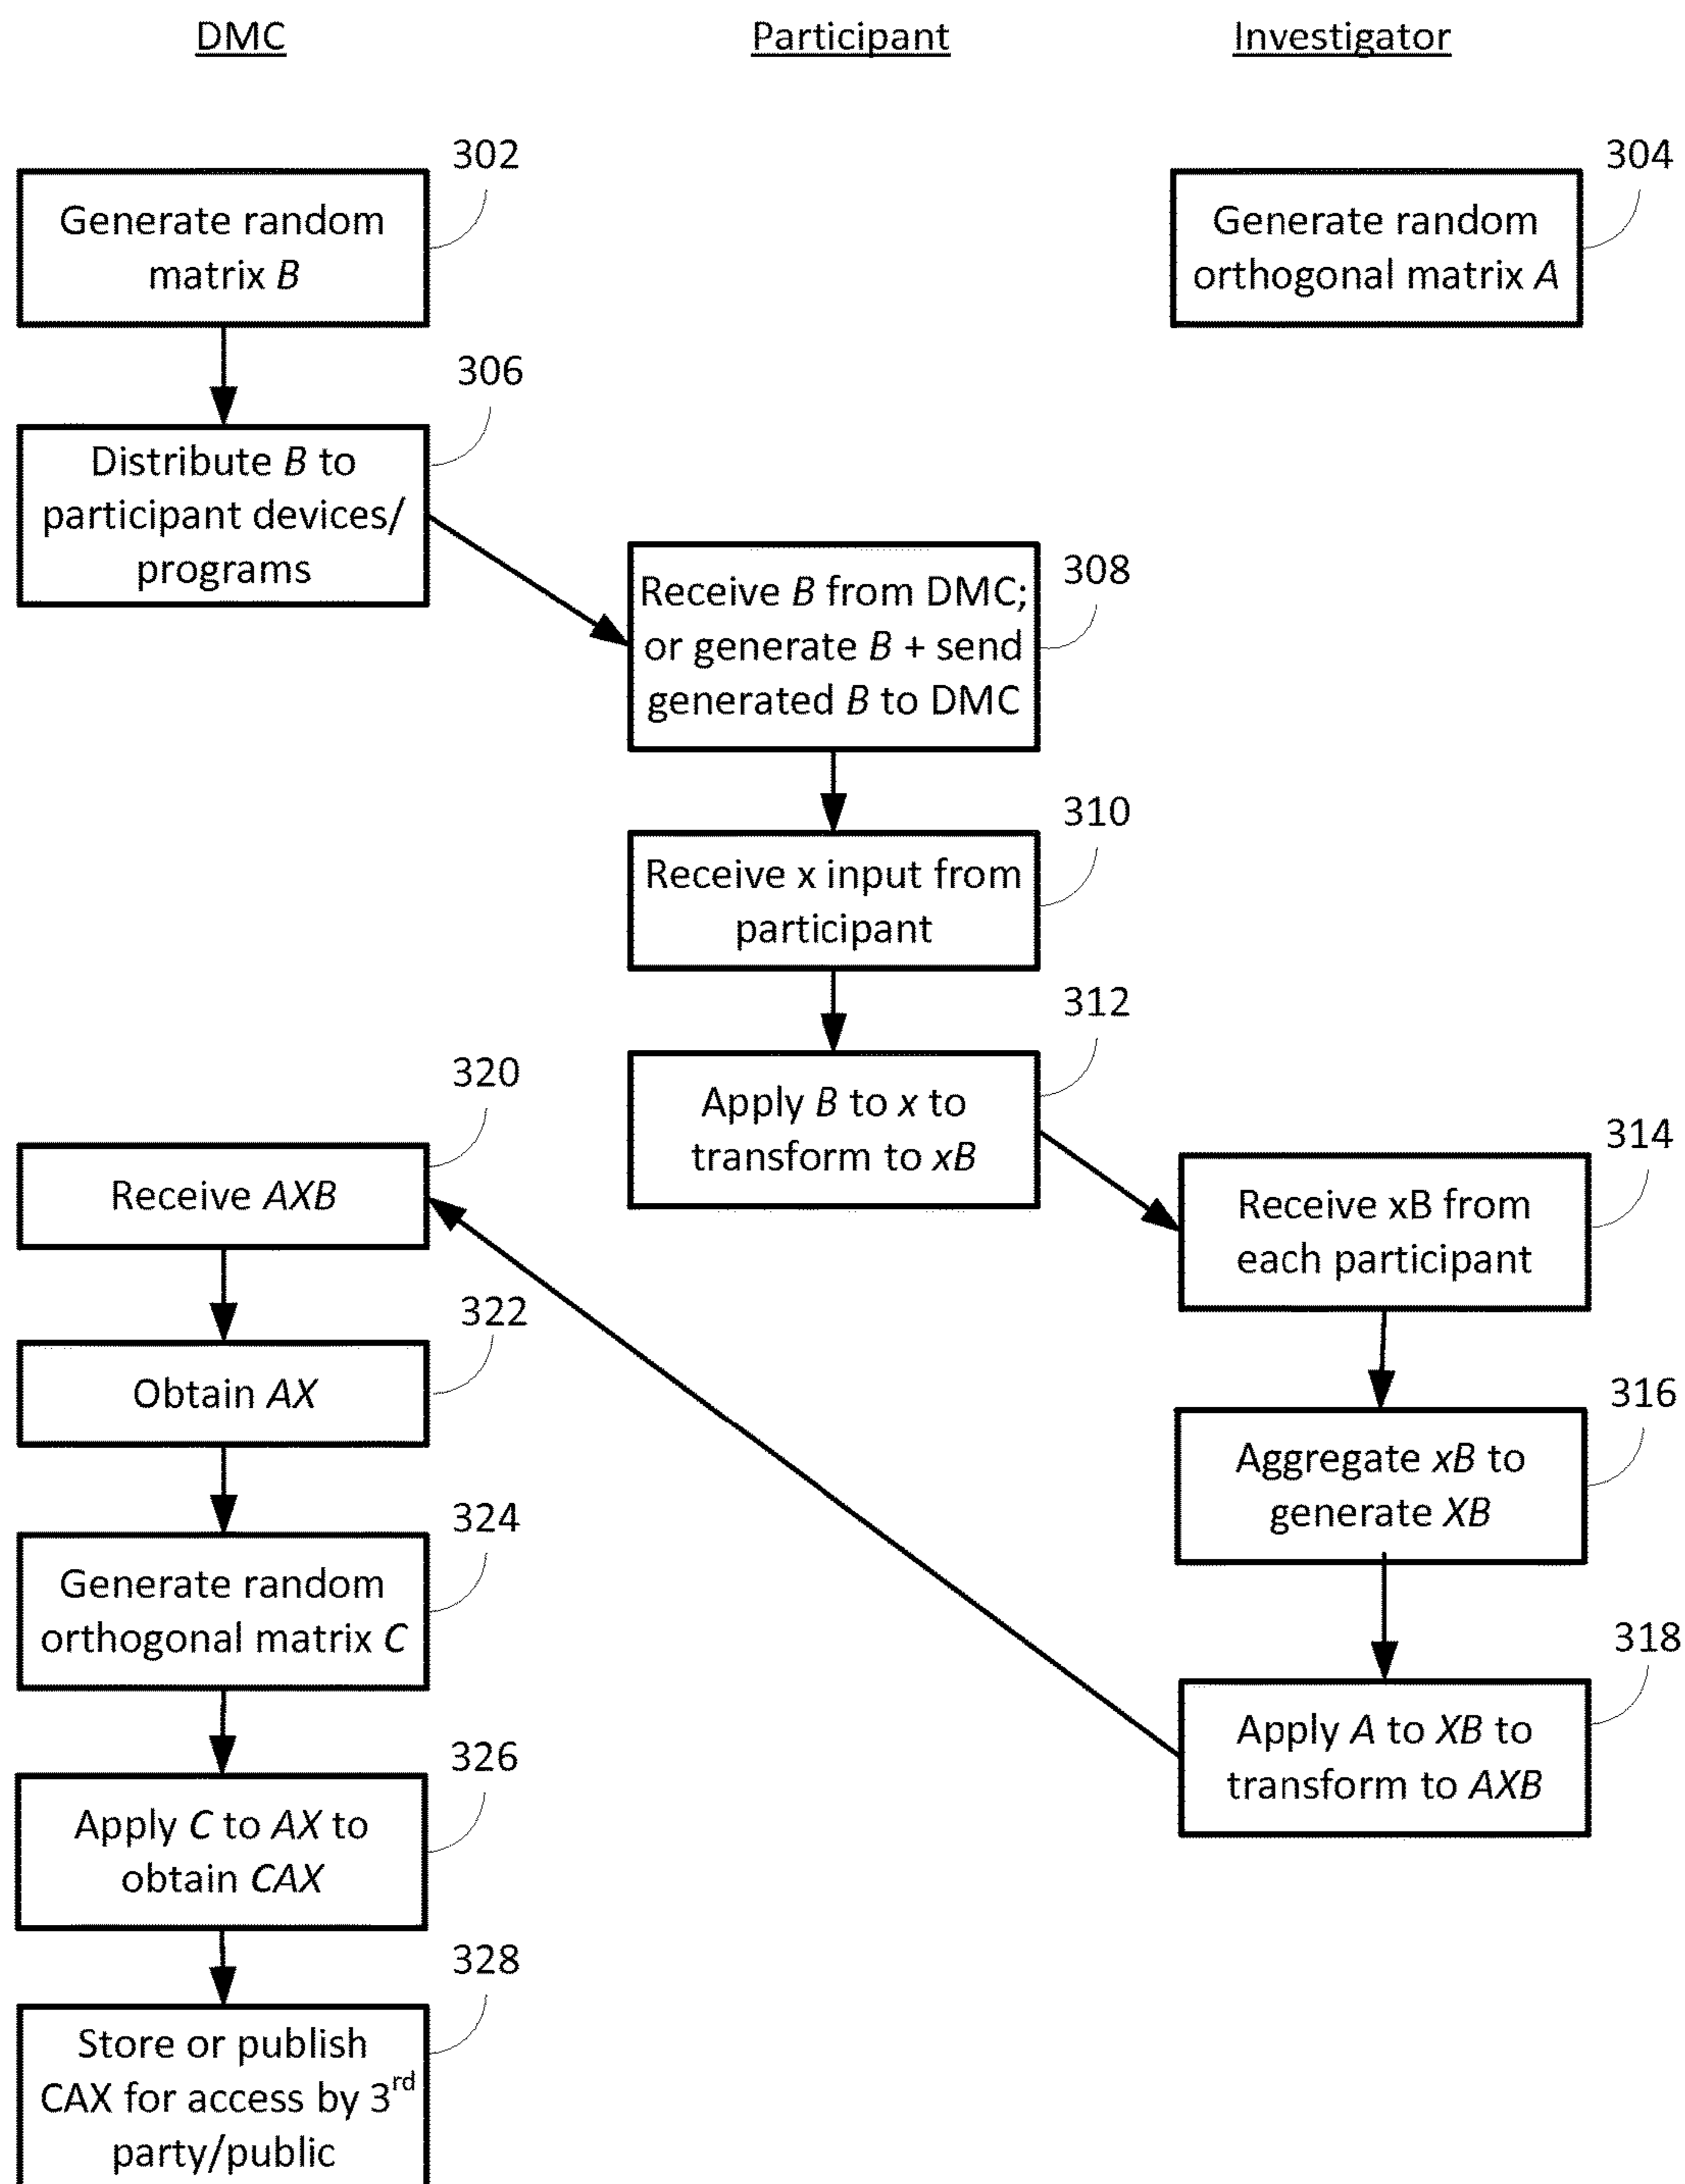 DMC
Participant
Investigator
302
304
Generate random
matrix B
Generate random
orthogonal matrix A
306
Distribute B to
participant devices/
programs
308
Receive B from DMC;
or generate B + send
generated B to DMC
310
Receive x input from
participant
312
Apply B to x to
transform to xB
314
Receive xB from
each participant
316
Aggregate xB to
generate XB
318
Apply A to XB to
transform to AXB
320
Receive AXB
322
Obtain AX
324
Generate random
orthogonal matrix C
326
Apply C to AX to
obtain CAX
328
Store or publish
CAX for access by 3rd
party/public